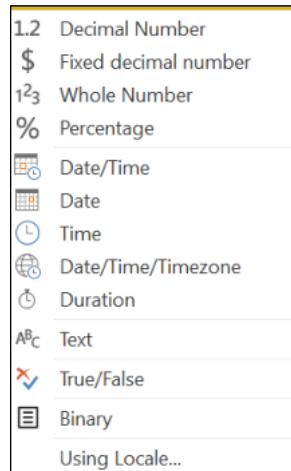 1.2 Decimal Number
$ Fixed decimal number
1²3 Whole Number
% Percentage
Date/Time
Date
Time
Date/Time/Timezone
Duration
ABC Text
True/False
Binary
Using Locale...